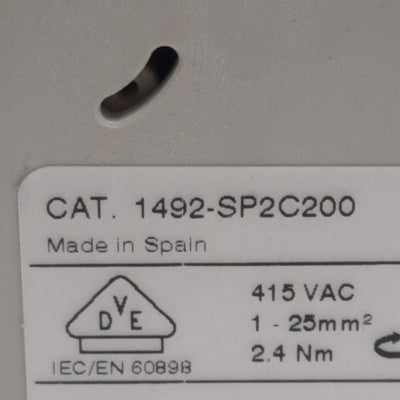 CAT. 1492-SP2C200
Made in Spain
DVE
415 VAC
1 - 25mm²
2.4 Nm
IEC/EN 60898